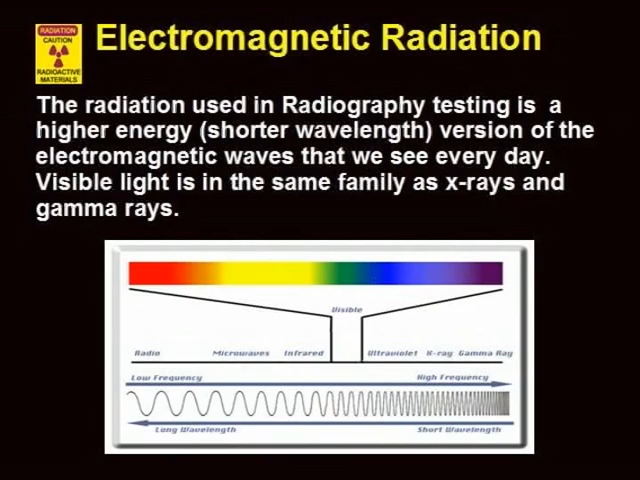 RADIATION
CAUTION
RADIOACTIVE
MATERIALS
Electromagnetic Radiation
The radiation used in Radiography testing is a
higher energy (shorter wavelength) version of the
electromagnetic waves that we see every day.
Visible light is in the same family as x-rays and
gamma rays.
Visible
Radio Microwaves Infrared Ultraviolet X-ray Gamma Ray
Low Frequency High Frequency
Long Wavelength Short Wavelength